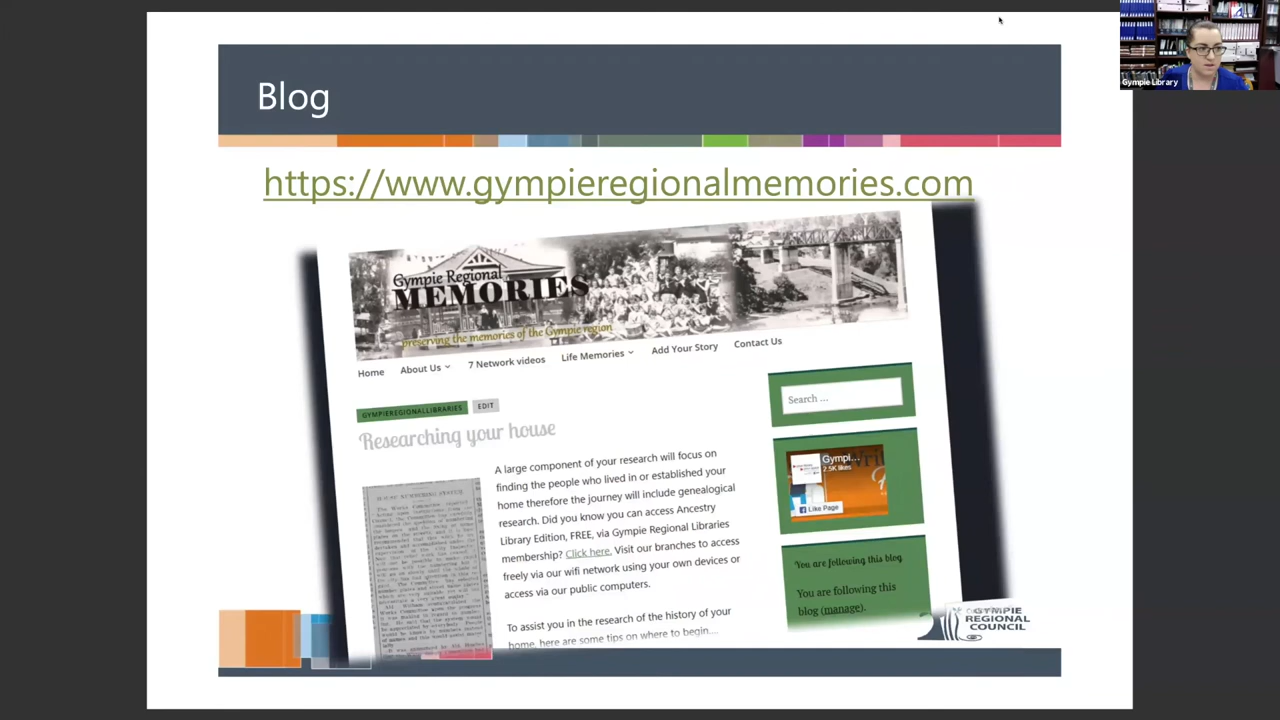 Blog
Gympie Library
https://www.gympieregionalmemories.com
Gympie Regional
MEMORIES
preserving the memories of the Gympie region
Home About Us 7 Network videos Life Memories Add Your Story Contact Us
GYMPIEREGIONALLIBRARIES EDIT
Researching your house
A large component of your research will focus on
finding the people who lived in or established your
home therefore the journey will include genealogical
research. Did you know you can access Ancestry
Library Edition, FREE, via Gympie Regional Libraries
membership? Click here. Visit our branches to access
freely via our wifi network using your own devices or
access via our public computers.
To assist you in the research of the history of your
home, here are some tips on where to begin...
HOUSE NUMBERING SYSTEM
Search ...
Gympi...
2.5K likes
Like Page
You are following this blog
You are following this
blog (manage).
GYMPIE
REGIONAL
COUNCIL